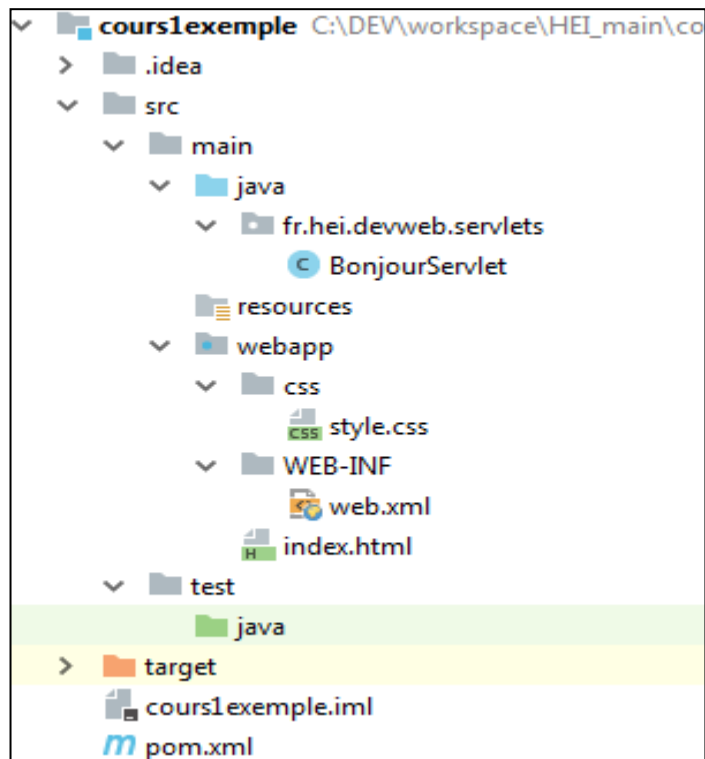 cours1exemple C:\DEV\workspace\HEI_main\co
.idea
src
main
java
fr.hei.devweb.servlets
C BonjourServlet
resources
webapp
css
CSS style.css
WEB-INF
web.xml
H index.html
test
java
target
cours1exemple.iml
m pom.xml